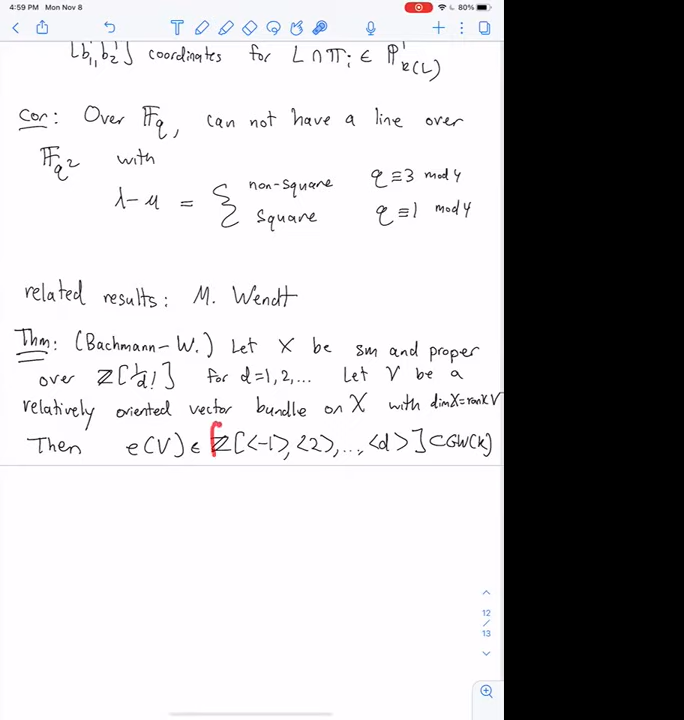 4:59 PM Mon Nov 8
80%
[b₁ⁱ, b₂ⁱ] coordinates for L ∩ πᵢ ∈ ℙ¹_{k(L)}
cor: Over 𝔽_q, can not have a line over
𝔽_{q²} with
λ-μ = { non-square q ≡ 3 mod 4
square q ≡ 1 mod 4
related results: M. Wendt
Thm: (Bachmann - W.) Let X be sm and proper
over ℤ[1/d!] for d=1,2,... Let V be a
relatively oriented vector bundle on X with dim X = rank V
Then e(V) ∈ ℤ[<-1>, <2>, ..., <d>] ⊂ GW(k)
12
/
13